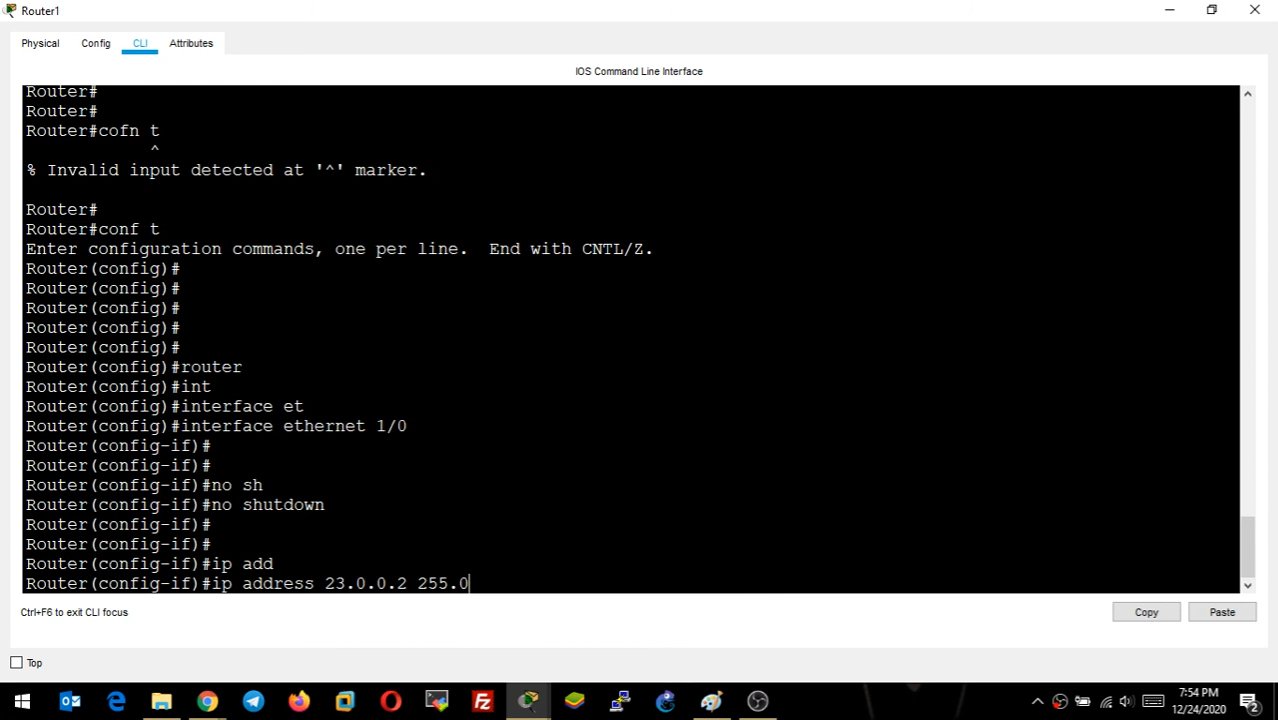 Router1
Physical Config CLI Attributes
IOS Command Line Interface
Router#
Router#
Router#cofn t
^
% Invalid input detected at '^' marker.
Router#
Router#conf t
Enter configuration commands, one per line.  End with CNTL/Z.
Router(config)#
Router(config)#
Router(config)#
Router(config)#
Router(config)#
Router(config)#router
Router(config)#int
Router(config)#interface et
Router(config)#interface ethernet 1/0
Router(config-if)#
Router(config-if)#
Router(config-if)#no sh
Router(config-if)#no shutdown
Router(config-if)#
Router(config-if)#
Router(config-if)#ip add
Router(config-if)#ip address 23.0.0.2 255.0
Ctrl+F6 to exit CLI focus
Copy Paste
Top
7:54 PM
12/24/2020
2